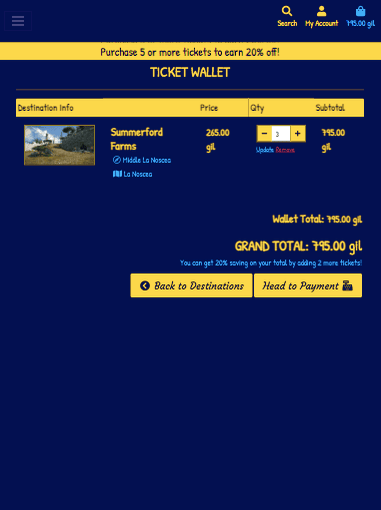 Search My Account 795.00 gil
Purchase 5 or more tickets to earn 20% off!
TICKET WALLET
Destination Info Price Qty Subtotal
Summerford Farms
265.00 gil
3
795.00 gil
Update Remove
Middle La Noscea
La Noscea
Wallet Total: 795.00 gil
GRAND TOTAL: 795.00 gil
You can get 20% saving on your total by adding 2 more tickets!
Back to Destinations Head to Payment